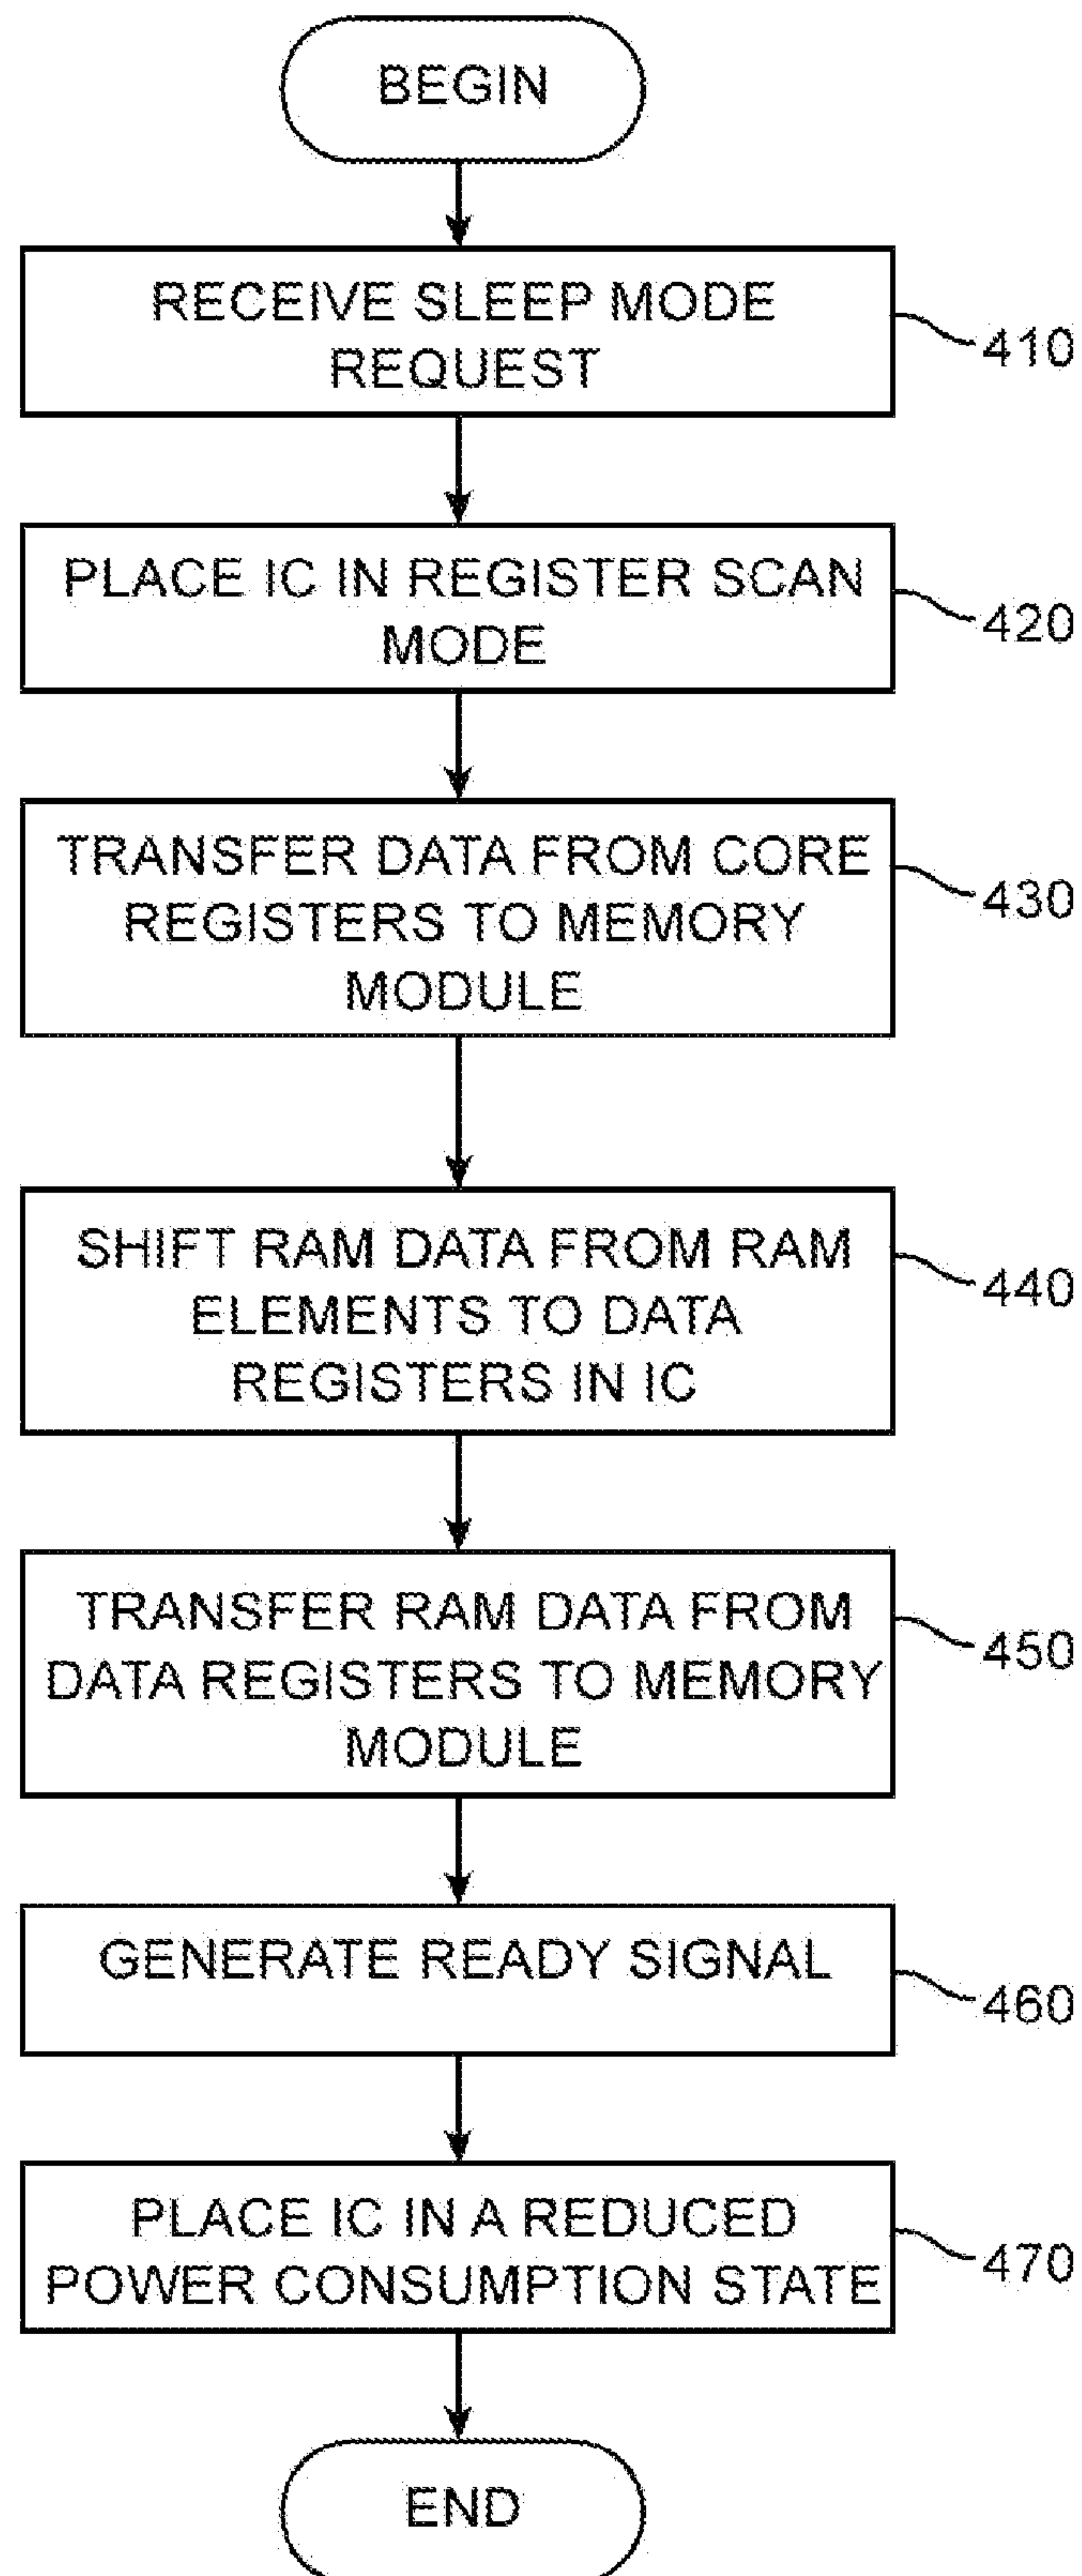 BEGIN
RECEIVE SLEEP MODE
REQUEST
410
PLACE IC IN REGISTER SCAN
MODE
420
TRANSFER DATA FROM CORE
REGISTERS TO MEMORY
MODULE
430
SHIFT RAM DATA FROM RAM
ELEMENTS TO DATA
REGISTERS IN IC
440
TRANSFER RAM DATA FROM
DATA REGISTERS TO MEMORY
MODULE
450
GENERATE READY SIGNAL
460
PLACE IC IN A REDUCED
POWER CONSUMPTION STATE
470
END